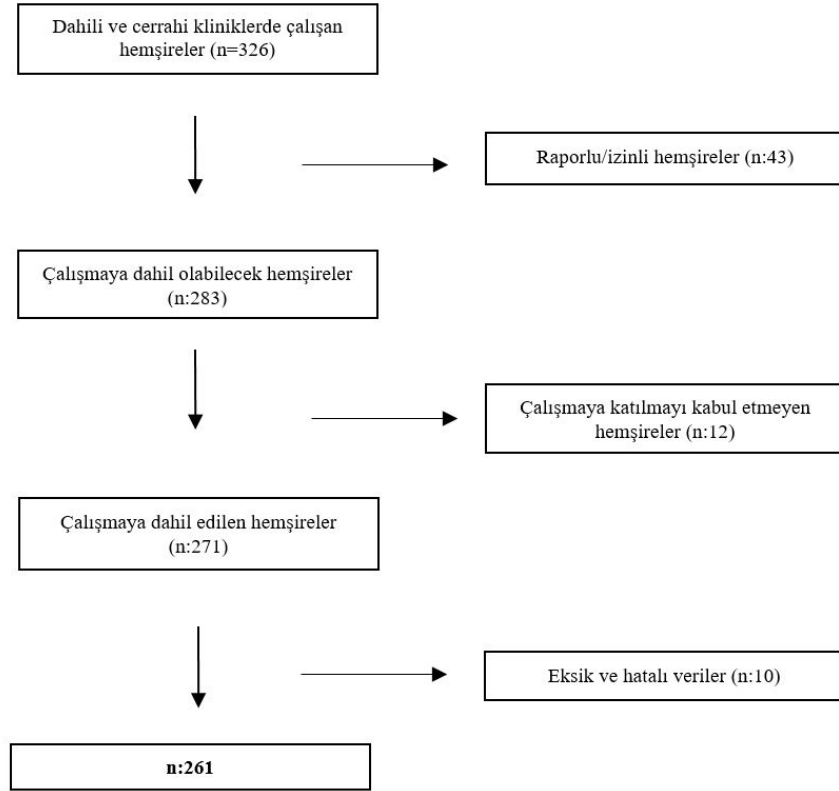 Dahili ve cerrahi kliniklerde çalışan
hemşireler (n=326)
Raporlu/izinli hemşireler (n:43)
Çalışmaya dahil olabilecek hemşireler
(n:283)
Çalışmaya katılmayı kabul etmeyen
hemşireler (n:12)
Çalışmaya dahil edilen hemşireler
(n:271)
Eksik ve hatalı veriler (n:10)
n:261